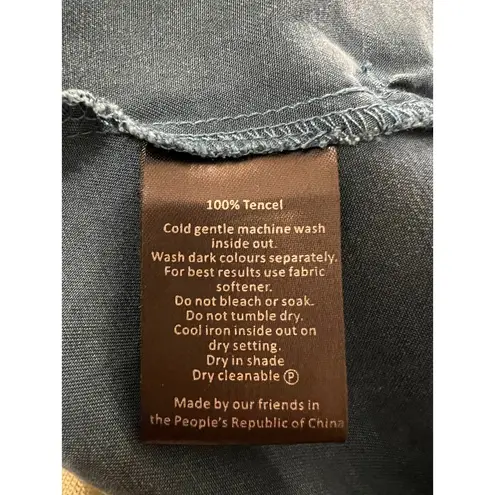 100% Tencel
Cold gentle machine wash
inside out.
Wash dark colours separately.
For best results use fabric
softener.
Do not bleach or soak.
Do not tumble dry.
Cool iron inside out on
dry setting.
Dry in shade
Dry cleanable Ⓟ
Made by our friends in
the People's Republic of China